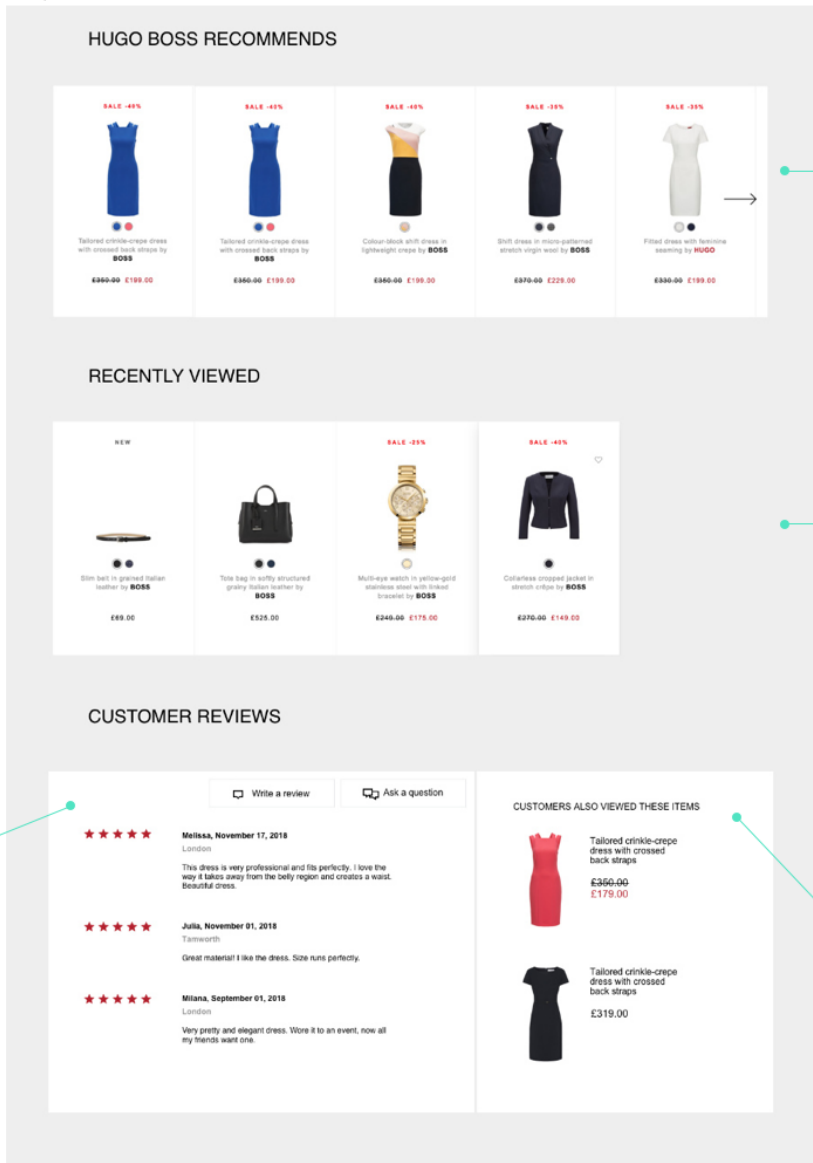 HUGO BOSS RECOMMENDS
SALE -40%
Tailored crinkle-crepe dress
with crossed back straps by
BOSS
£350.00 £199.00
SALE -40%
Tailored crinkle-crepe dress
with crossed back straps by
BOSS
£350.00 £199.00
SALE -40%
Colour-block shift dress in
lightweight crepe by BOSS
£350.00 £199.00
SALE -35%
Shift dress in micro-patterned
stretch virgin wool by BOSS
£370.00 £229.00
SALE -35%
Fitted dress with feminine
seaming by HUGO
£330.00 £199.00
RECENTLY VIEWED
NEW
Slim belt in grained Italian
leather by BOSS
£69.00
Tote bag in softly structured
grainy Italian leather by
BOSS
£525.00
SALE -25%
Multi-eye watch in yellow-gold
stainless steel with linked
bracelet by BOSS
£249.00 £175.00
SALE -40%
Collarless cropped jacket in
stretch crêpe by BOSS
£270.00 £149.00
CUSTOMER REVIEWS
Write a review
Ask a question
Melissa, November 17, 2018
London
This dress is very professional and fits perfectly. I love the
way it takes away from the belly region and creates a waist.
Beautiful dress.
Julia, November 01, 2018
Tamworth
Great material! I like the dress. Size runs perfectly.
Milana, September 01, 2018
London
Very pretty and elegant dress. Wore it to an event, now all
my friends want one.
CUSTOMERS ALSO VIEWED THESE ITEMS
Tailored crinkle-crepe
dress with crossed
back straps
£350.00
£179.00
Tailored crinkle-crepe
dress with crossed
back straps
£319.00